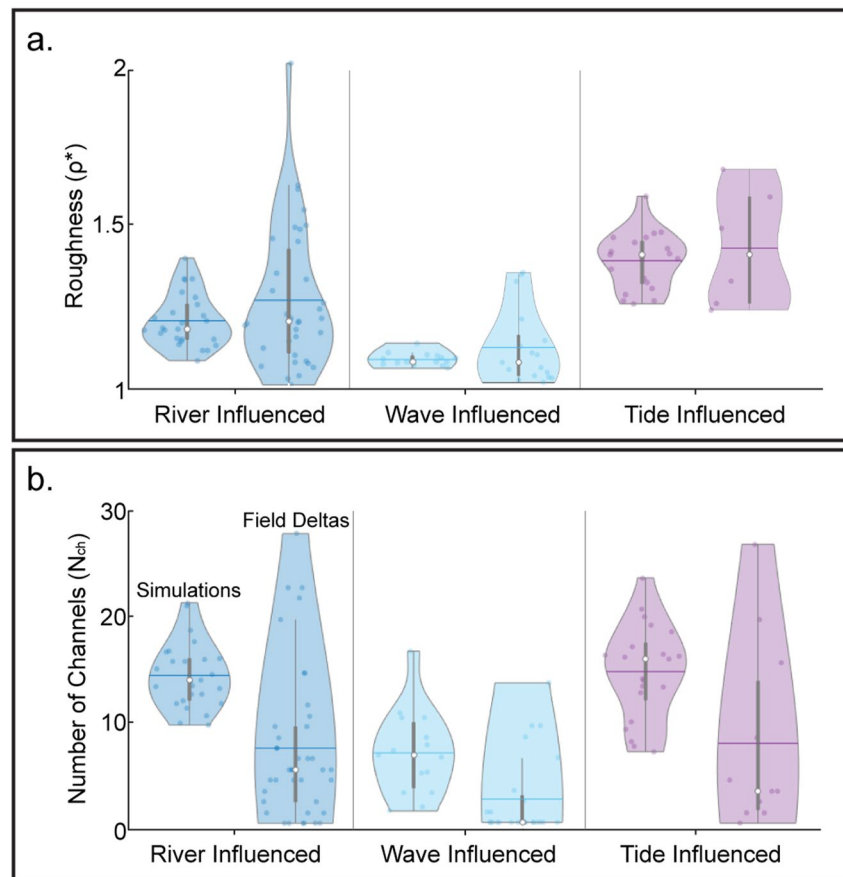 a.
2
1.5
1
Roughness (ρ*)
River Influenced
Wave Influenced
Tide Influenced
b.
30
20
10
0
Number of Channels (Nch)
Simulations
Field Deltas
River Influenced
Wave Influenced
Tide Influenced